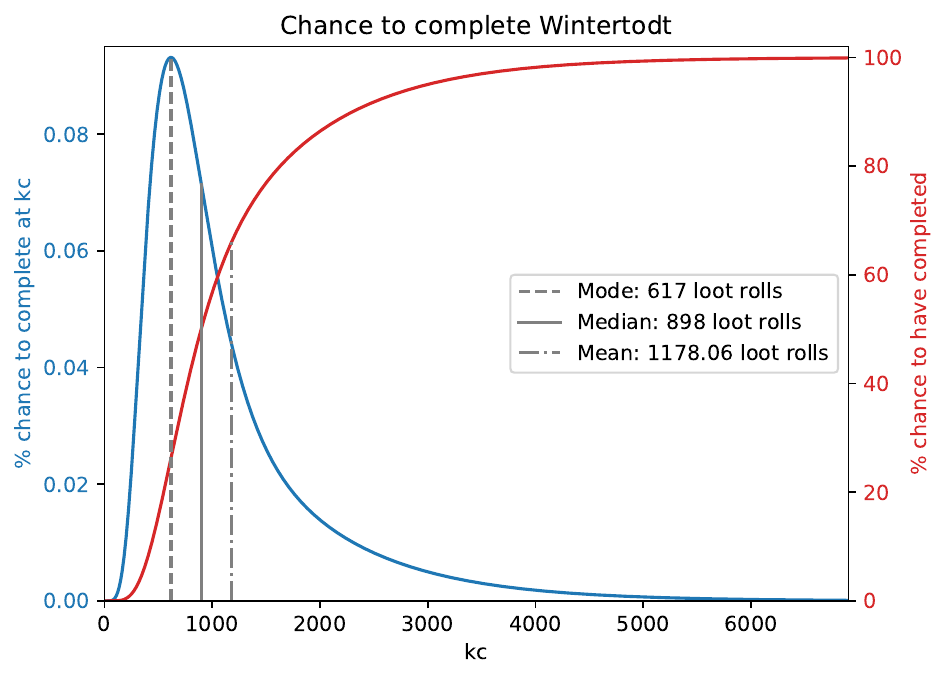 Chance to complete Wintertodt
% chance to complete at kc
0.08
0.06
0.04
0.02
0.00
0
1000
2000
3000
4000
5000
6000
kc
Mode: 617 loot rolls
Median: 898 loot rolls
Mean: 1178.06 loot rolls
100
80
60
40
20
0
% chance to have completed